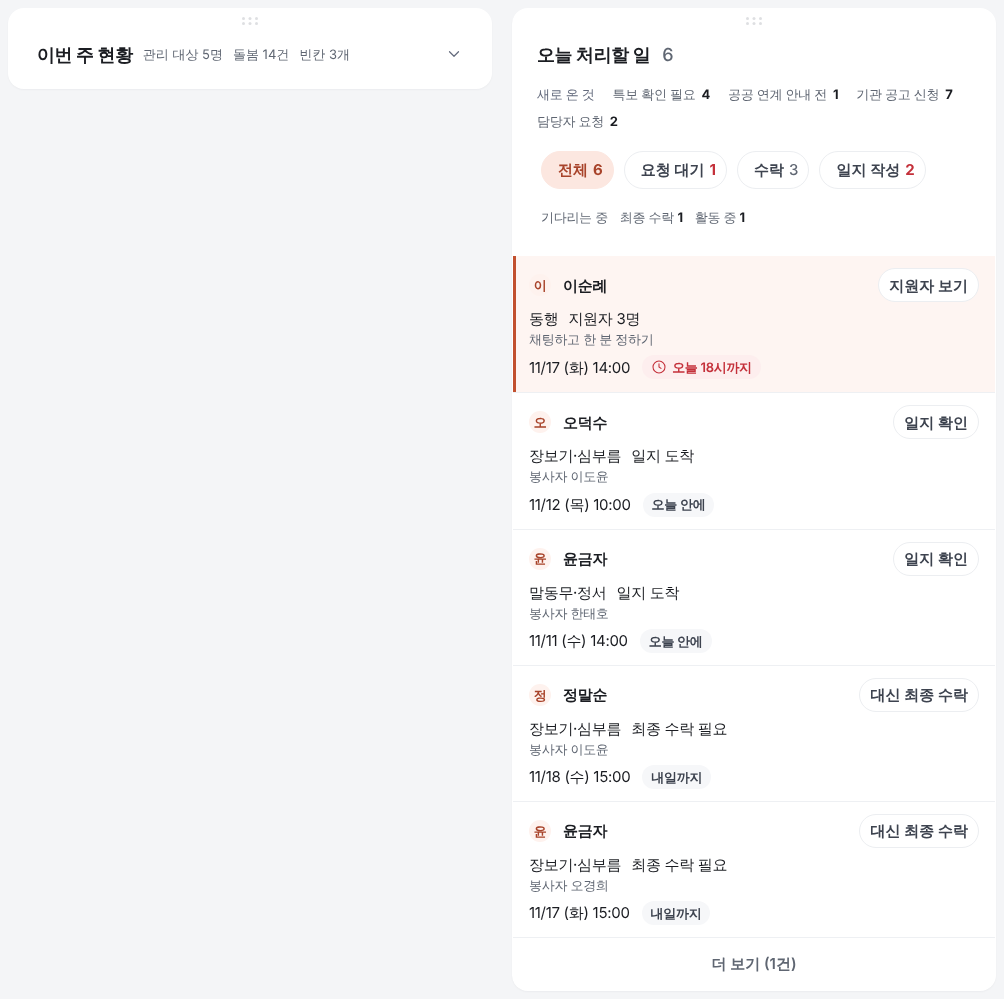 이번 주 현황 관리 대상 5명 돌봄 14건 빈칸 3개
오늘 처리할 일 6
새로 온 것 특보 확인 필요 4 공공 연계 안내 전 1 기관 공고 신청 7
담당자 요청 2
전체 6 요청 대기 1 수락 3 일지 작성 2
기다리는 중 최종 수락 1 활동 중 1
이 이순례 지원자 보기
동행 지원자 3명
채팅하고 한 분 정하기
11/17 (화) 14:00 오늘 18시까지
오 오덕수 일지 확인
장보기·심부름 일지 도착
봉사자 이도윤
11/12 (목) 10:00 오늘 안에
윤 윤금자 일지 확인
말동무·정서 일지 도착
봉사자 한태호
11/11 (수) 14:00 오늘 안에
정 정말순 대신 최종 수락
장보기·심부름 최종 수락 필요
봉사자 이도윤
11/18 (수) 15:00 내일까지
윤 윤금자 대신 최종 수락
장보기·심부름 최종 수락 필요
봉사자 오경희
11/17 (화) 15:00 내일까지
더 보기 (1건)